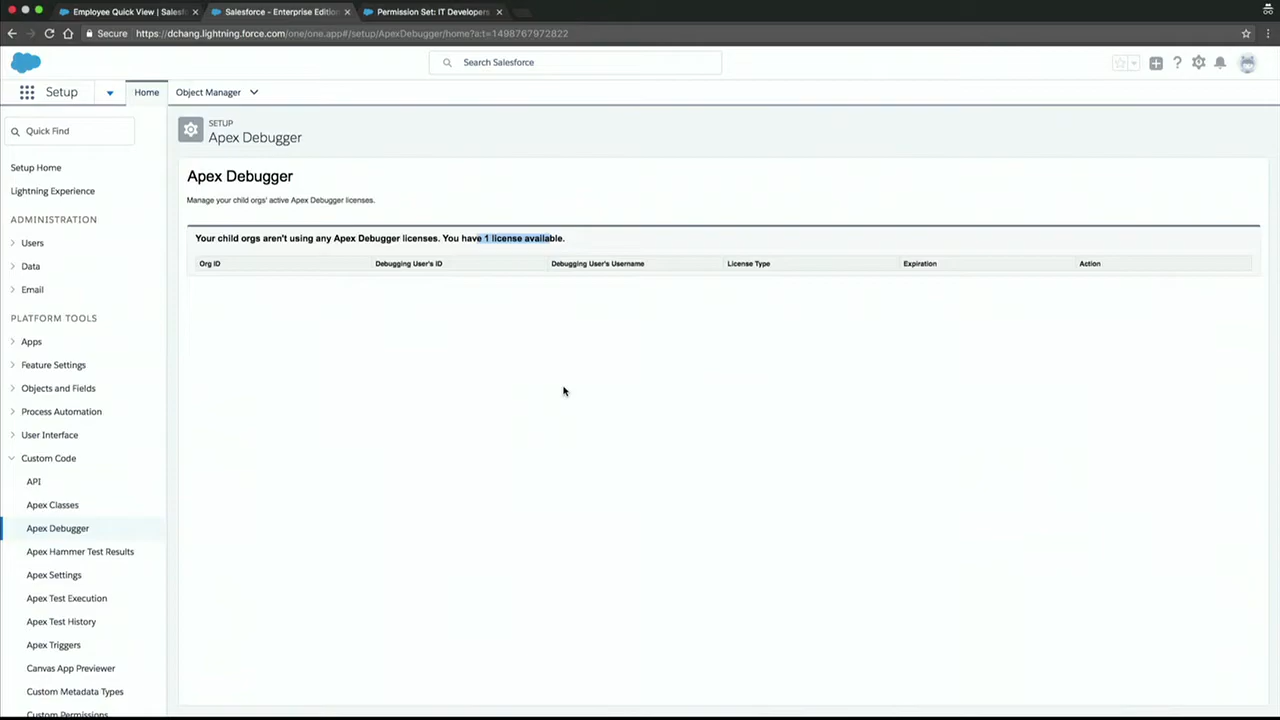 Employee Quick View | Salesf
Salesforce - Enterprise Editio
Permission Set: IT Developers
Secure
https://dchang.lightning.force.com/one/one.app#/setup/ApexDebugger/home?a:t=1498767972822
Search Salesforce
Setup
Home
Object Manager
Quick Find
SETUP
Apex Debugger
Setup Home
Lightning Experience
ADMINISTRATION
Users
Data
Email
PLATFORM TOOLS
Apps
Feature Settings
Objects and Fields
Process Automation
User Interface
Custom Code
API
Apex Classes
Apex Debugger
Apex Hammer Test Results
Apex Settings
Apex Test Execution
Apex Test History
Apex Triggers
Canvas App Previewer
Custom Metadata Types
Custom Permissions
Apex Debugger
Manage your child orgs' active Apex Debugger licenses.
Your child orgs aren't using any Apex Debugger licenses. You have 1 license available.
Org ID Debugging User's ID Debugging User's Username License Type Expiration Action